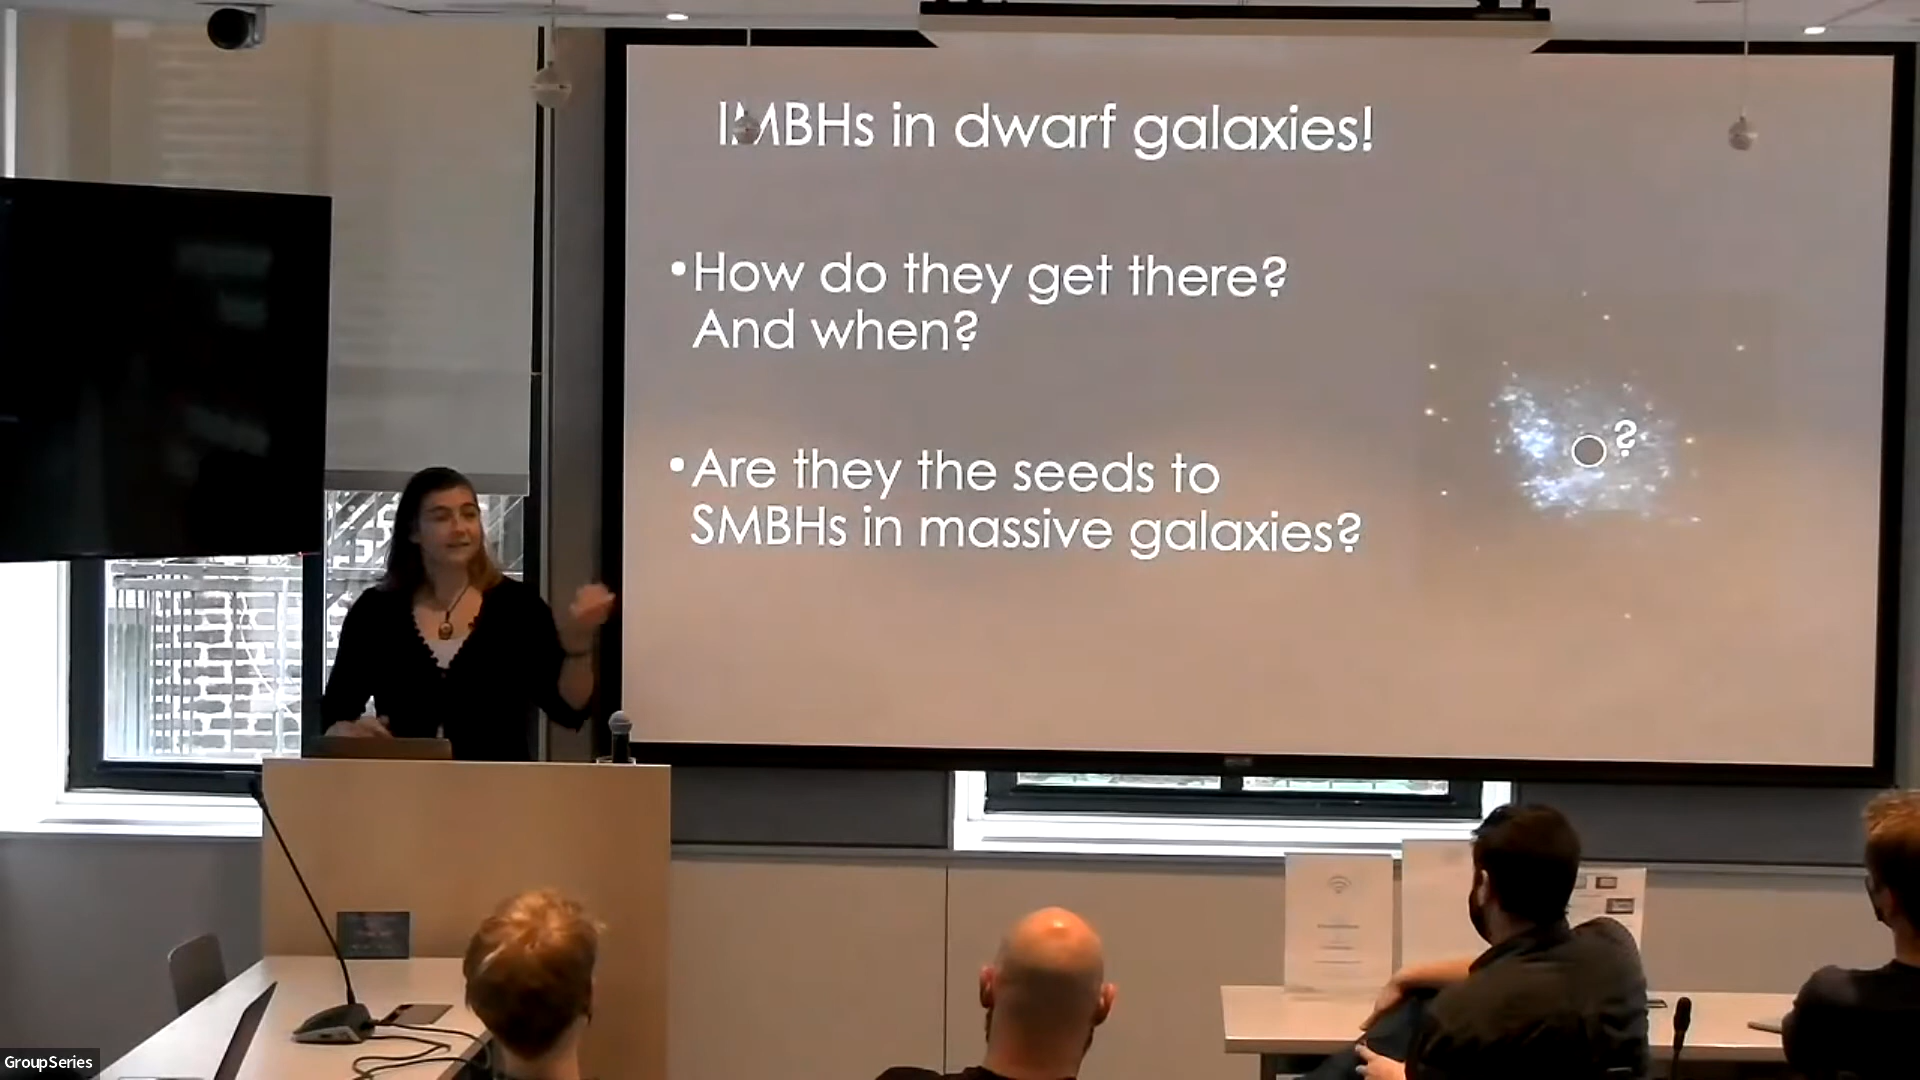 IMBHs in dwarf galaxies!
•How do they get there?
And when?
•Are they the seeds to
SMBHs in massive galaxies?
?
GroupSeries